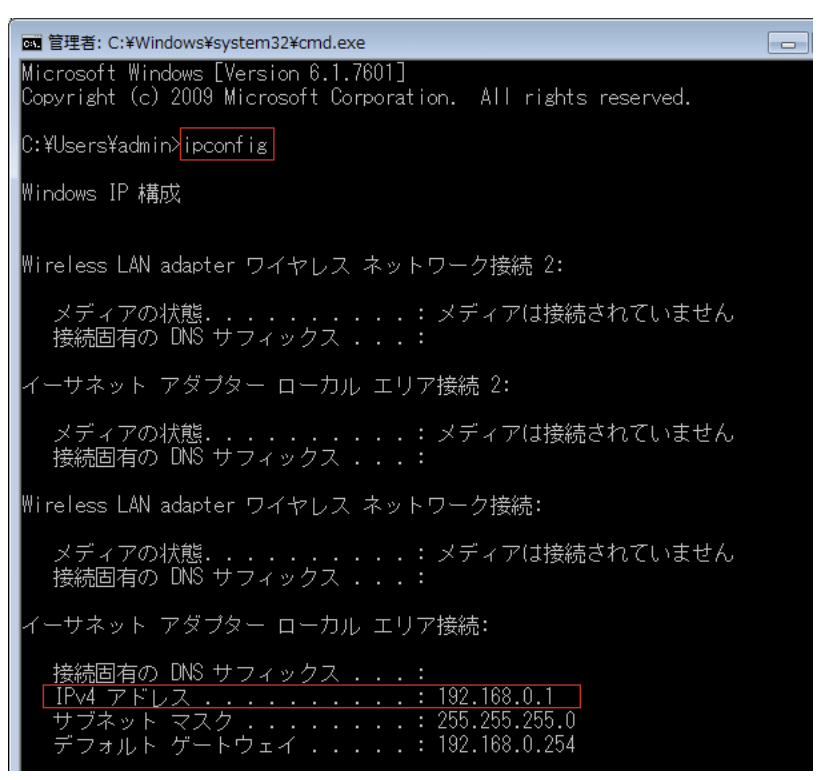 管理者: C:¥Windows¥system32¥cmd.exe
Microsoft Windows [Version 6.1.7601]
Copyright (c) 2009 Microsoft Corporation.  All rights reserved.
C:¥Users¥admin>ipconfig
Windows IP 構成
Wireless LAN adapter ワイヤレス ネットワーク接続 2:
メディアの状態. . . . . . . . . . . : メディアは接続されていません
接続固有の DNS サフィックス . . . :
イーサネット アダプター ローカル エリア接続 2:
メディアの状態. . . . . . . . . . . : メディアは接続されていません
接続固有の DNS サフィックス . . . :
Wireless LAN adapter ワイヤレス ネットワーク接続:
メディアの状態. . . . . . . . . . . : メディアは接続されていません
接続固有の DNS サフィックス . . . :
イーサネット アダプター ローカル エリア接続:
接続固有の DNS サフィックス . . . :
IPv4 アドレス . . . . . . . . . . . : 192.168.0.1
サブネット マスク . . . . . . . . : 255.255.255.0
デフォルト ゲートウェイ . . . . . : 192.168.0.254